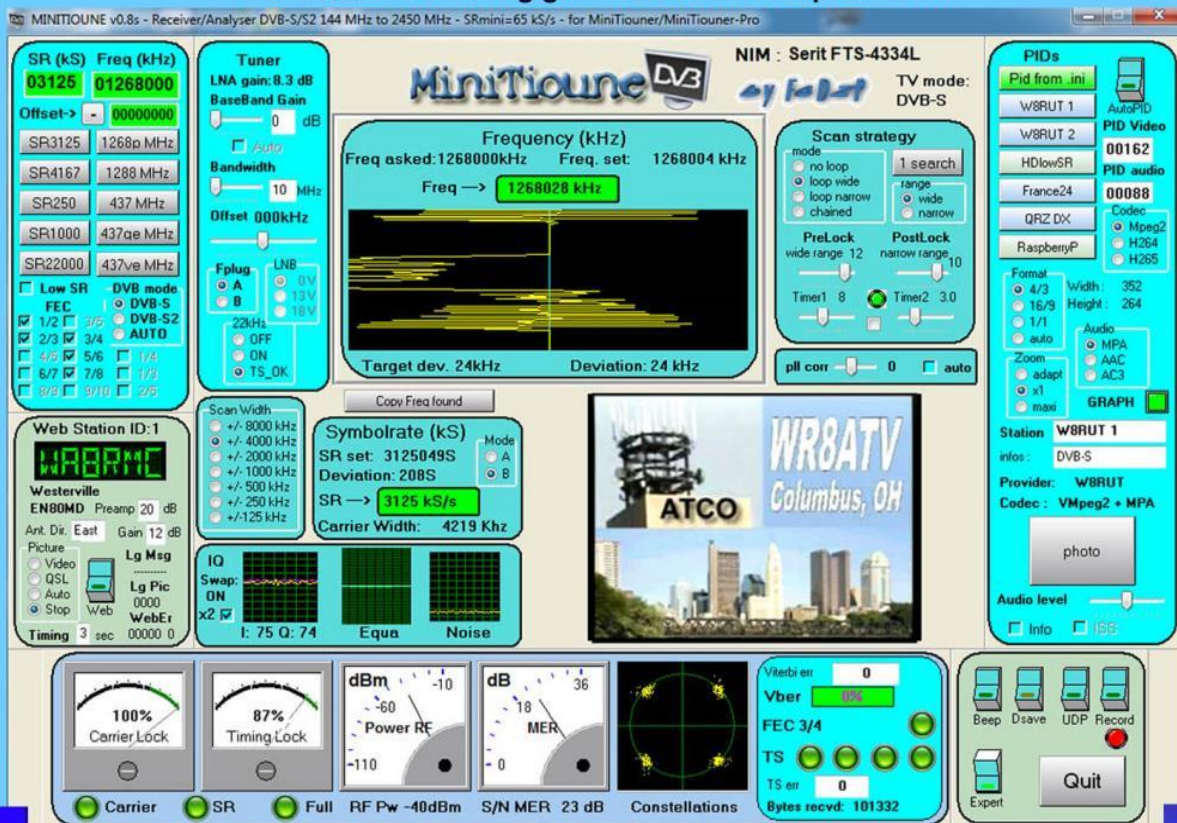 MINITIOUNE v0.8s - Receiver/Analyser DVB-S/S2 144 MHz to 2450 MHz - SRmini=65 kS/s - for MiniTiouner/MiniTiouner-Pro
SR (kS) Freq (kHz)
03125 01268000
Offset-> - 00000000
SR3125 1268p MHz
SR4167 1288 MHz
SR250 437 MHz
SR1000 437qe MHz
SR22000 437ve MHz
Low SR
FEC
1/2 3/5
2/3 3/4
4/5 5/6 1/4
6/7 7/8 1/3
8/9 9/10 2/5
DVB mode
DVB-S
DVB-S2
AUTO
Tuner
LNA gain: 8.3 dB
BaseBand Gain
0 dB
Auto
Bandwidth
10 MHz
Offset 000kHz
Fplug
A
B
LNB
0V
13V
18V
22kHz
OFF
ON
TS_OK
MiniTioune DVB
NIM : Serit FTS-4334L
TV mode:
DVB-S
Frequency (kHz)
Freq asked:1268000kHz Freq. set: 1268004 kHz
Freq —> 1268028 kHz
Target dev. 24kHz Deviation: 24 kHz
Scan strategy
mode
no loop
loop wide
loop narrow
chained
1 search
range
wide
narrow
PreLock PostLock
wide range 12 narrow range 10
Timer1 8 Timer2 3.0
pll corr 0 auto
PIDs
Pid from .ini
W8RUT 1
W8RUT 2
HDlowSR
France24
QRZ DX
RaspberryP
AutoPID
PID Video
00162
PID audio
00088
Codec
Mpeg2
H264
H265
Format
4/3
16/9
1/1
auto
Width : 352
Height : 264
Audio
MPA
AAC
AC3
Zoom
adapt
x1
maxi
GRAPH
Station W8RUT 1
infos : DVB-S
Provider: W8RUT
Codec : VMpeg2 + MPA
photo
Audio level
Info ISS
Web Station ID:1
WA8RMC
Westerville
EN80MD Preamp 20 dB
Ant. Dir. East Gain 12 dB
Picture
Video
QSL
Auto
Stop
Web
Lg Msg
Lg Pic
0000
WebEr
Timing 3 sec 00000 0
Scan Width
+/- 8000 kHz
+/- 4000 kHz
+/- 2000 kHz
+/- 1000 kHz
+/- 500 kHz
+/- 250 kHz
+/-125 kHz
Copy Freq found
Symbolrate (kS)
SR set: 3125049S
Deviation: 208S
SR —> 3125 kS/s
Carrier Width: 4219 Khz
Mode
A
B
IQ
Swap:
ON
x2
I: 75 Q: 74 Equa Noise
WR8ATV
Columbus, OH
ATCO
100%
Carrier Lock
87%
Timing Lock
dBm
-10
-60
Power RF
-110
dB
36
18
MER
0
Carrier SR Full RF Pw -40dBm S/N MER 23 dB Constellations
Viterbi err 0
Vber 0%
FEC 3/4
TS
TS err 0
Bytes recvd: 101332
Beep Dsave UDP Record
Expert
Quit